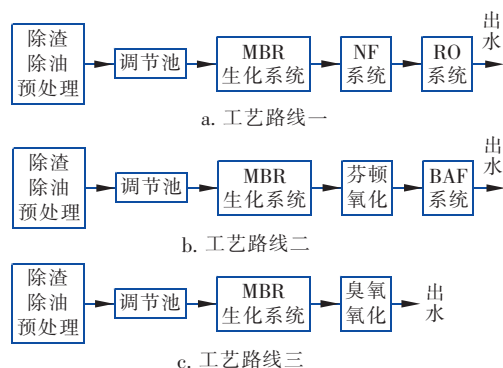 除渣
除油
预处理
调节池
MBR
生化系统
NF
系统
RO
系统
出
水
a. 工艺路线一
除渣
除油
预处理
调节池
MBR
生化系统
芬顿
氧化
BAF
系统
出
水
b. 工艺路线二
除渣
除油
预处理
调节池
MBR
生化系统
臭氧
氧化
出
水
c. 工艺路线三